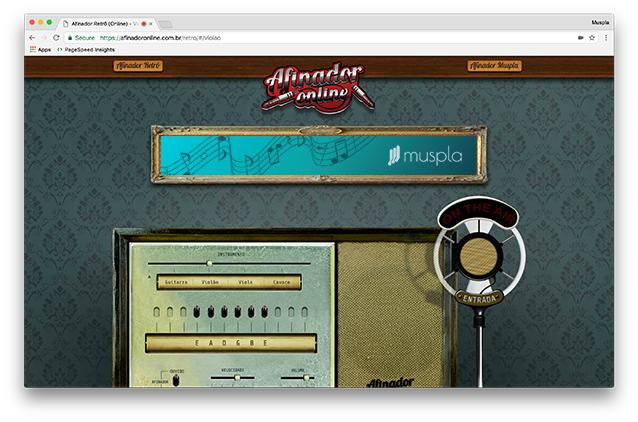 Afinador Retrô (Online) - Vio
Muspla
Secure https://afinadoronline.com.br/retro/#/violao
Apps PageSpeed Insights
Afinador Retrô
Afinador Muspla
Afinador
online
muspla
ON THE AIR
INSTRUMENTO
Guitarra Violão Viola Cavaco
ENTRADA
E A D G B E
OUVIDO
VELOCIDADE
VOLUME
AFINADOR
Afinador